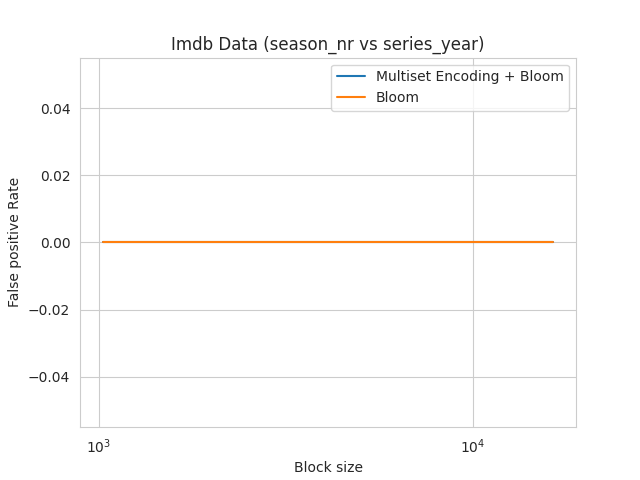 Imdb Data (season_nr vs series_year)
Multiset Encoding + Bloom
Bloom
False positive Rate
0.04
0.02
0.00
−0.02
−0.04
10³
10⁴
Block size